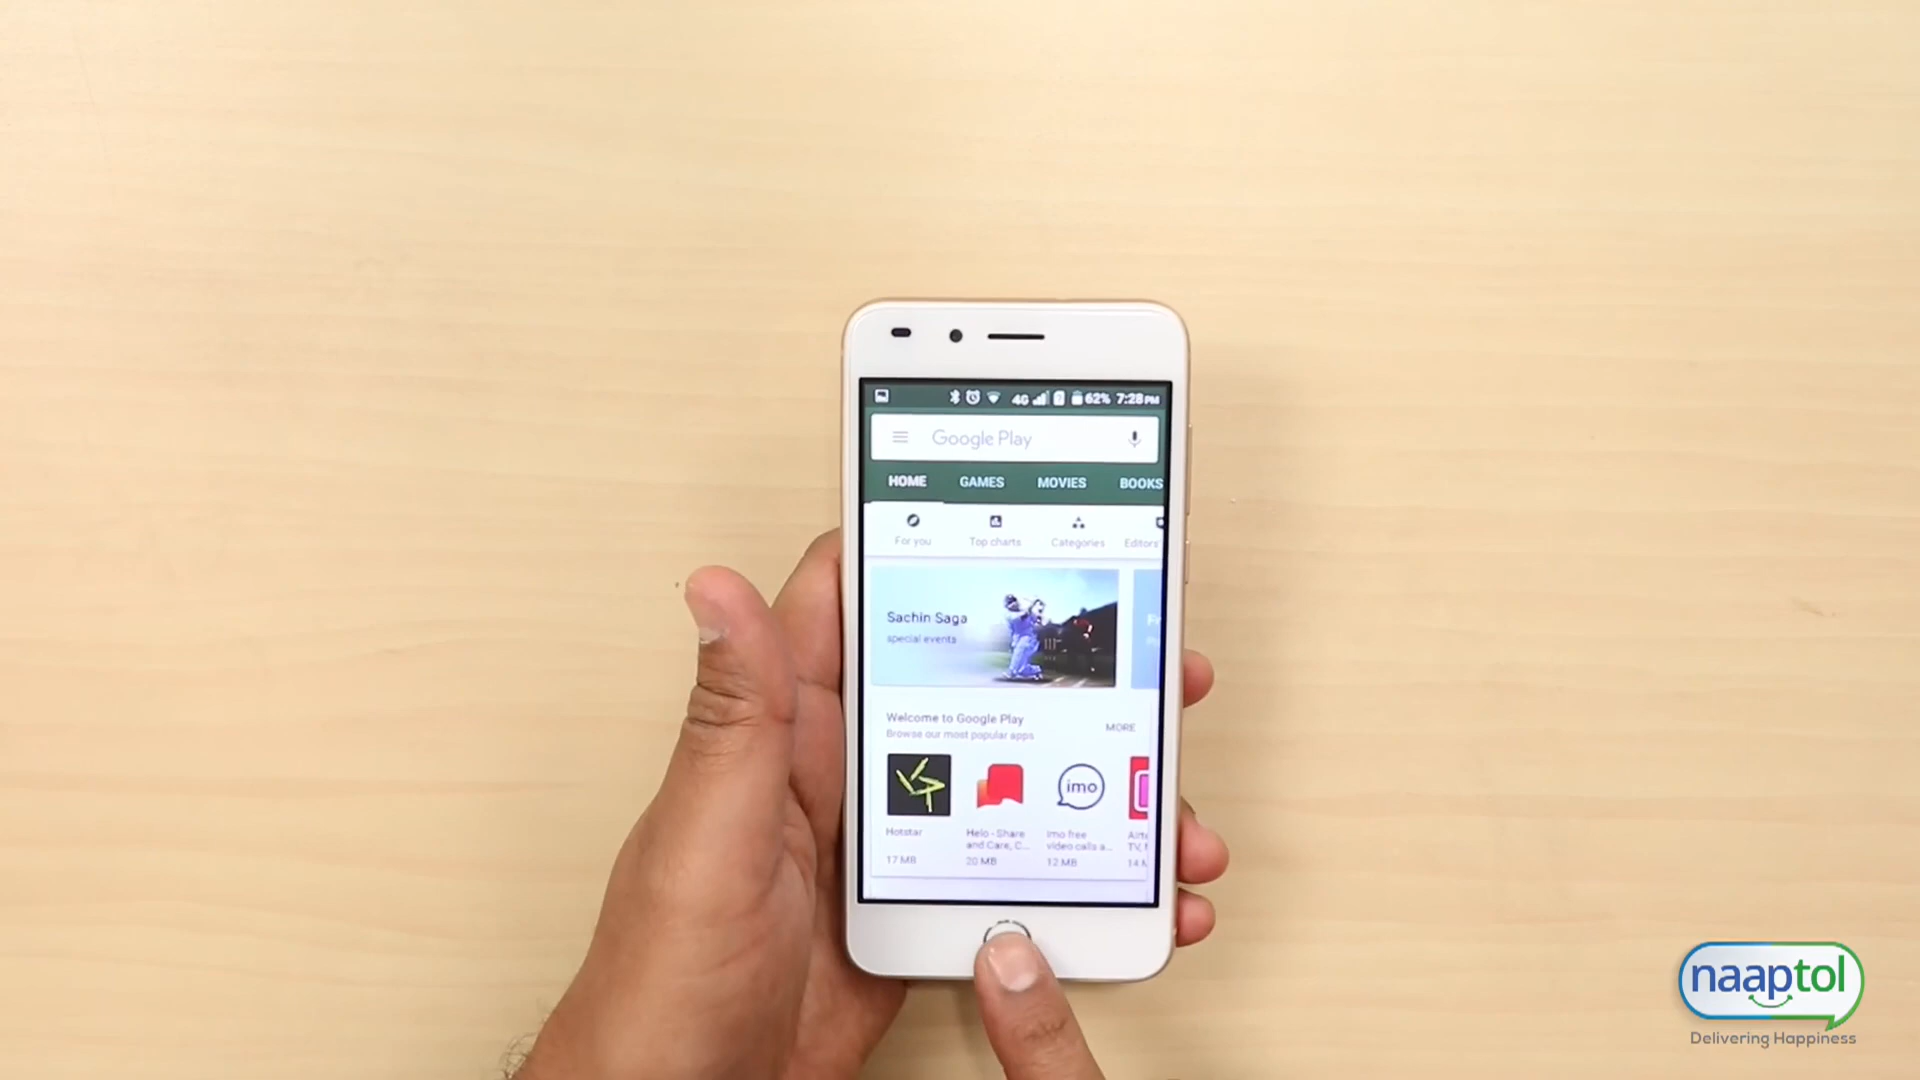 4G 62% 7:28 PM
Google Play
HOME GAMES MOVIES BOOKS
For you Top charts Categories Editors'
Sachin Saga
special events
Welcome to Google Play
Browse our most popular apps
MORE
imo
Hotstar
17 MB
Helo - Share
and Care, C...
20 MB
imo free
video calls a...
12 MB
TV,
14
naaptol
Delivering Happiness